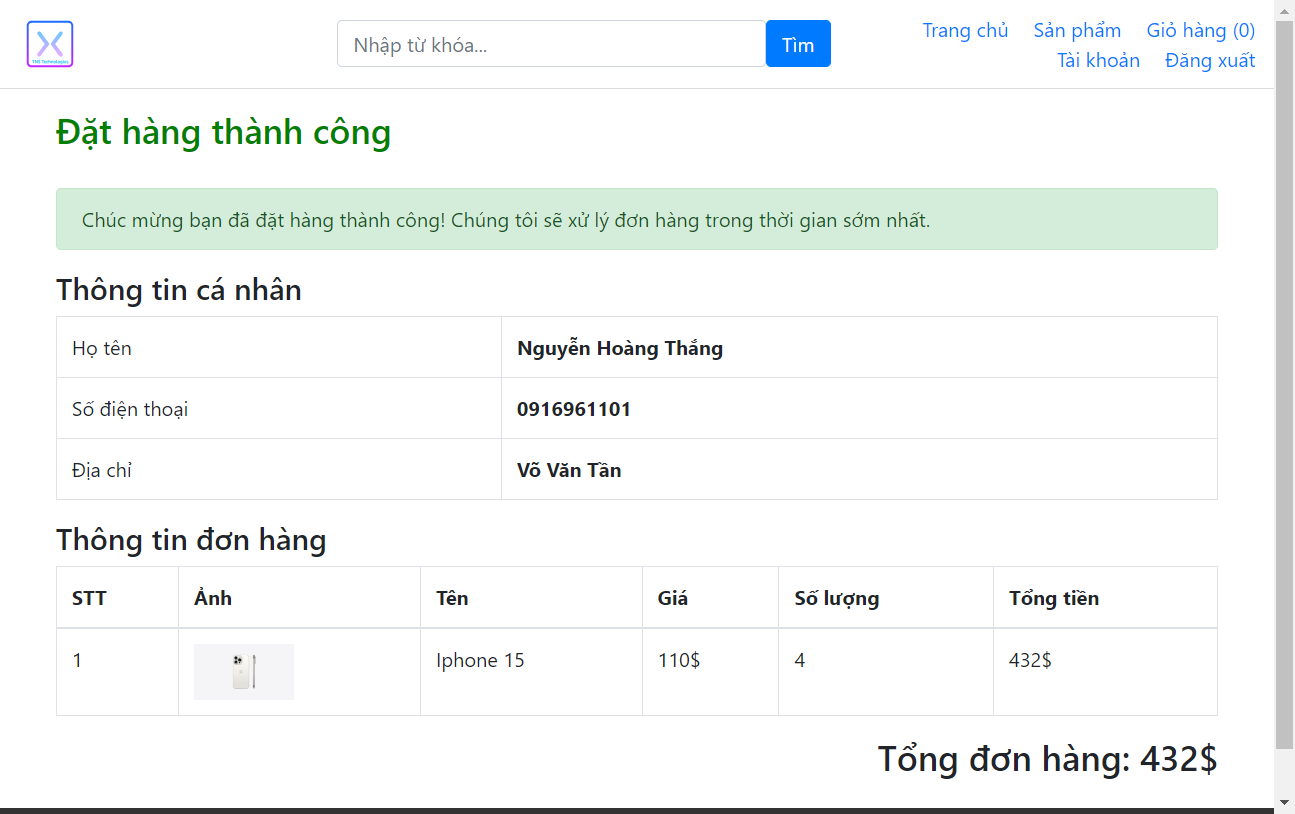 TNS Technologies
Nhập từ khóa...
Tìm
Trang chủ Sản phẩm Giỏ hàng (0)
Tài khoản Đăng xuất
Đặt hàng thành công
Chúc mừng bạn đã đặt hàng thành công! Chúng tôi sẽ xử lý đơn hàng trong thời gian sớm nhất.
Thông tin cá nhân
Họ tên Nguyễn Hoàng Thắng
Số điện thoại 0916961101
Địa chỉ Võ Văn Tần
Thông tin đơn hàng
STT Ảnh Tên Giá Số lượng Tổng tiền
1 Iphone 15 110$ 4 432$
Tổng đơn hàng: 432$